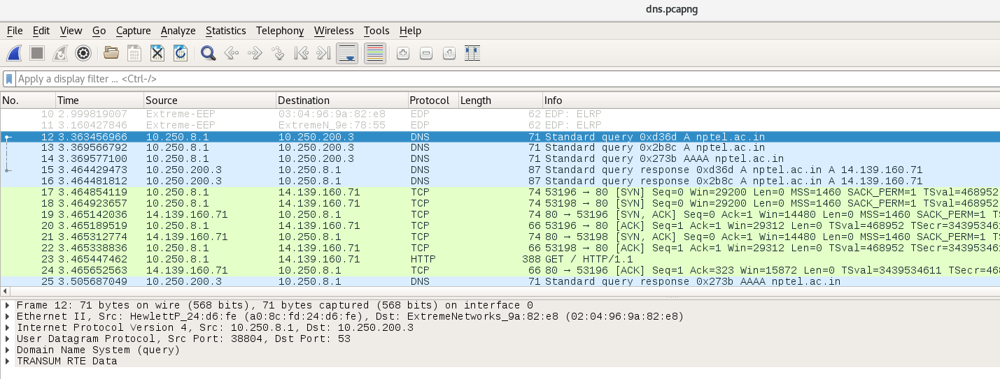 dns.pcapng
File Edit View Go Capture Analyze Statistics Telephony Wireless Tools Help
Apply a display filter ... <Ctrl-/>
No. Time Source Destination Protocol Length Info
10 2.999819007 Extreme-EEP 03:04:96:9a:82:e8 EDP 62 EDP: ELRP
11 3.160427846 Extreme-EEP ExtremeN_9e:78:55 EDP 62 EDP: ELRP
12 3.363456966 10.250.8.1 10.250.200.3 DNS 71 Standard query 0xd36d A nptel.ac.in
13 3.369566792 10.250.8.1 10.250.200.3 DNS 71 Standard query 0x2b8c A nptel.ac.in
14 3.369577100 10.250.8.1 10.250.200.3 DNS 71 Standard query 0x273b AAAA nptel.ac.in
15 3.464429473 10.250.200.3 10.250.8.1 DNS 87 Standard query response 0xd36d A nptel.ac.in A 14.139.160.71
16 3.464481812 10.250.200.3 10.250.8.1 DNS 87 Standard query response 0x2b8c A nptel.ac.in A 14.139.160.71
17 3.464854119 10.250.8.1 14.139.160.71 TCP 74 53196 → 80 [SYN] Seq=0 Win=29200 Len=0 MSS=1460 SACK_PERM=1 TSval=468952
18 3.464923657 10.250.8.1 14.139.160.71 TCP 74 53198 → 80 [SYN] Seq=0 Win=29200 Len=0 MSS=1460 SACK_PERM=1 TSval=468952
19 3.465142036 14.139.160.71 10.250.8.1 TCP 74 80 → 53196 [SYN, ACK] Seq=0 Ack=1 Win=14480 Len=0 MSS=1460 SACK_PERM=1 TS
20 3.465189519 10.250.8.1 14.139.160.71 TCP 66 53196 → 80 [ACK] Seq=1 Ack=1 Win=29312 Len=0 TSval=468952 TSecr=34395346
21 3.465312774 14.139.160.71 10.250.8.1 TCP 74 80 → 53198 [SYN, ACK] Seq=0 Ack=1 Win=14480 Len=0 MSS=1460 SACK_PERM=1 TS
22 3.465338836 10.250.8.1 14.139.160.71 TCP 66 53198 → 80 [ACK] Seq=1 Ack=1 Win=29312 Len=0 TSval=468952 TSecr=34395346
23 3.465447462 10.250.8.1 14.139.160.71 HTTP 388 GET / HTTP/1.1
24 3.465652563 14.139.160.71 10.250.8.1 TCP 66 80 → 53196 [ACK] Seq=1 Ack=323 Win=15872 Len=0 TSval=3439534611 TSecr=468
25 3.505687049 10.250.200.3 10.250.8.1 DNS 71 Standard query response 0x273b AAAA nptel.ac.in
Frame 12: 71 bytes on wire (568 bits), 71 bytes captured (568 bits) on interface 0
Ethernet II, Src: HewlettP_24:d6:fe (a0:8c:fd:24:d6:fe), Dst: ExtremeNetworks_9a:82:e8 (02:04:96:9a:82:e8)
Internet Protocol Version 4, Src: 10.250.8.1, Dst: 10.250.200.3
User Datagram Protocol, Src Port: 38804, Dst Port: 53
Domain Name System (query)
TRANSUM RTE Data